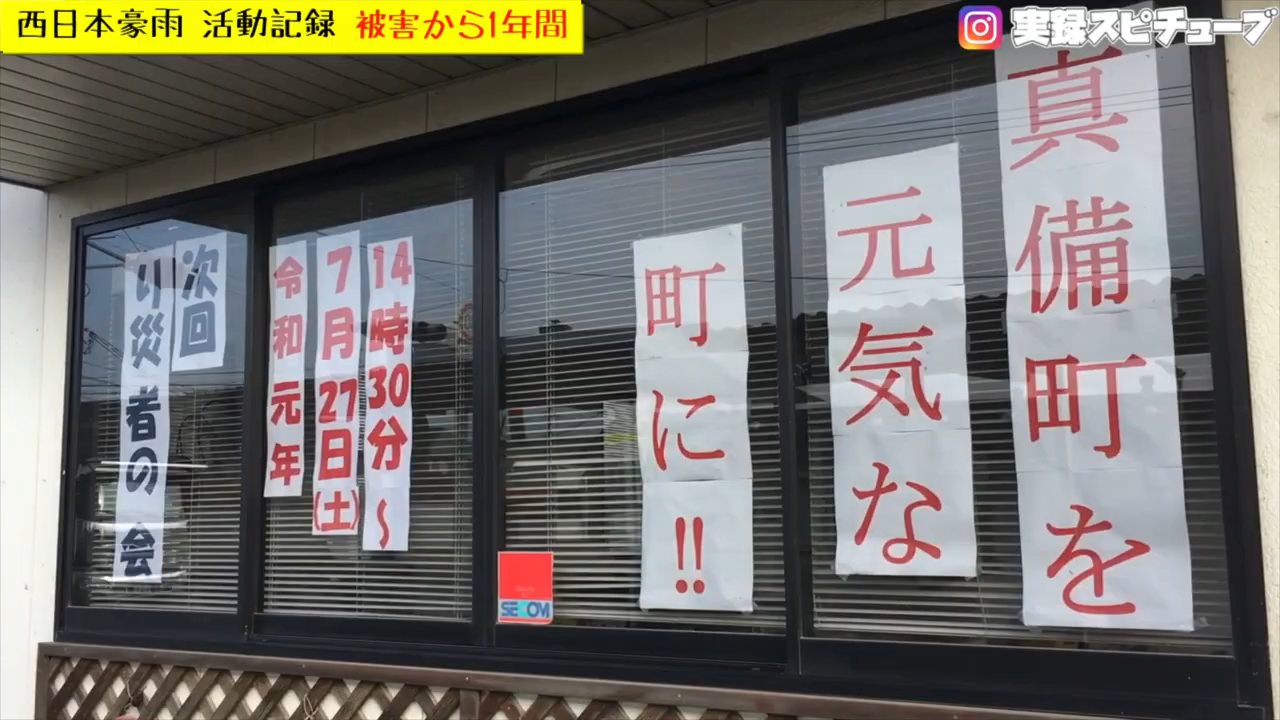 西日本豪雨 活動記録 被害から1年間
実録スピチューブ
真備町を
元気な
町に!!
次回
り災者の会
令和元年
7月27日(土)
14時30分～
SECOM